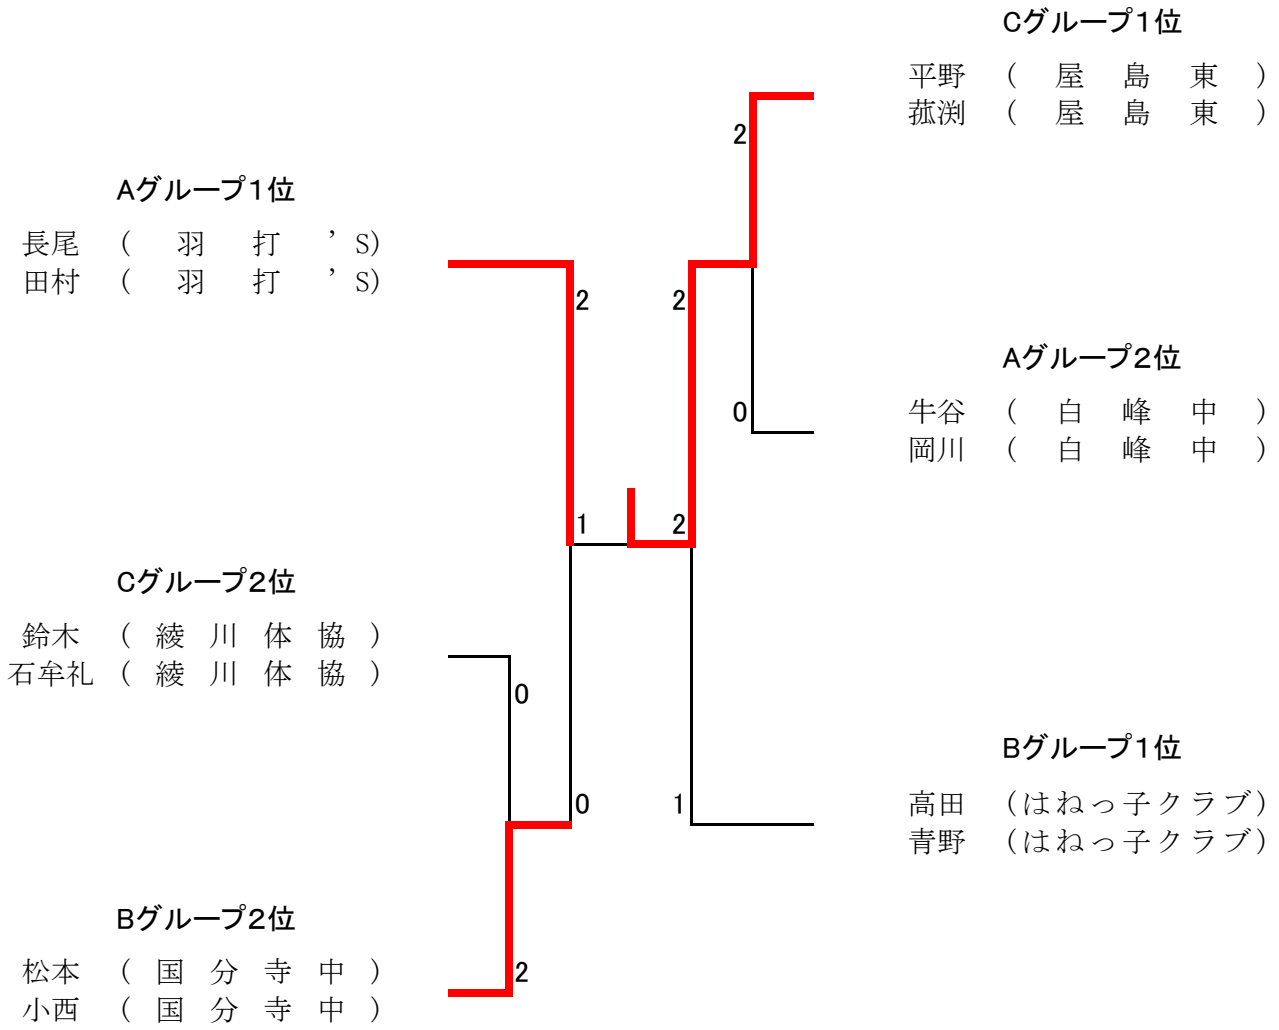 Cグループ１位
平野 （ 屋 島 東 ）
菰渕 （ 屋 島 東 ）
2
Aグループ１位
長尾 （ 羽 打 ’ S)
田村 （ 羽 打 ’ S)
2
2
Aグループ２位
牛谷 （ 白 峰 中 ）
岡川 （ 白 峰 中 ）
0
1
2
Cグループ２位
鈴木 （ 綾 川 体 協 ）
石牟礼 （ 綾 川 体 協 ）
0
Bグループ１位
高田 （はねっ子クラブ）
青野 （はねっ子クラブ）
0
1
Bグループ２位
松本 （ 国 分 寺 中 ）
小西 （ 国 分 寺 中 ）
2